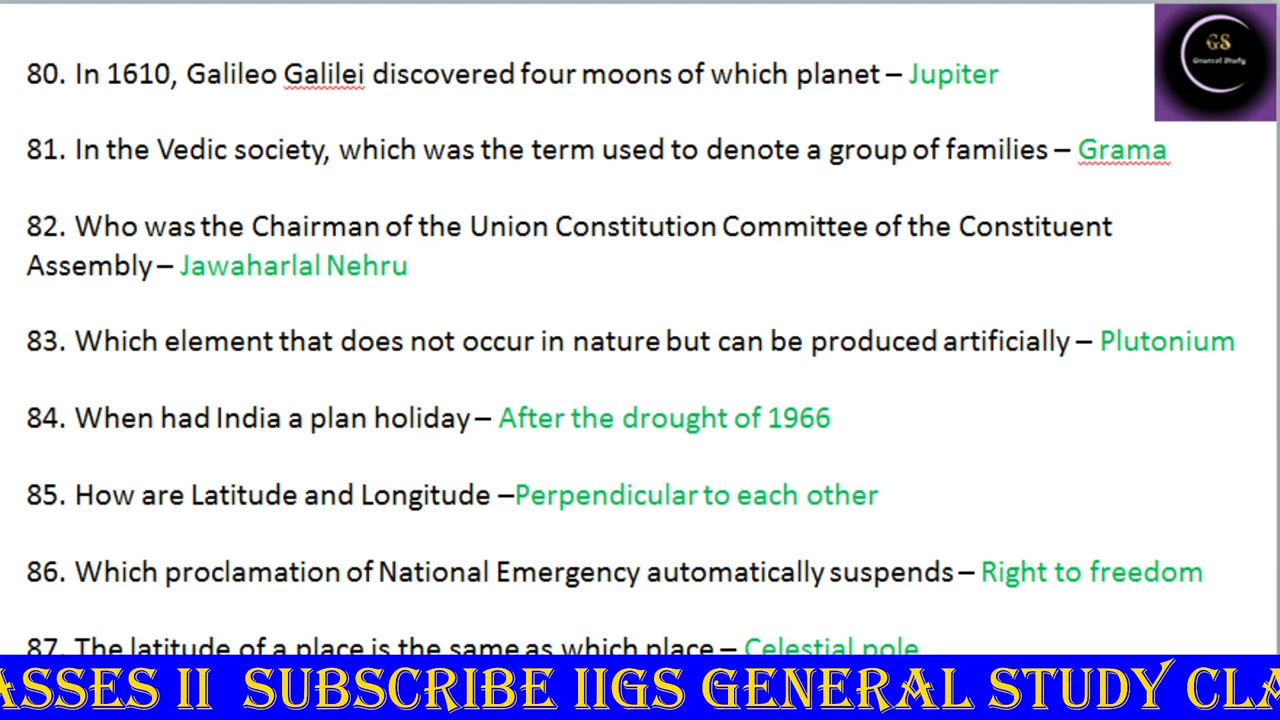 GS
General Study
80. In 1610, Galileo Galilei discovered four moons of which planet – Jupiter
81. In the Vedic society, which was the term used to denote a group of families – Grama
82. Who was the Chairman of the Union Constitution Committee of the Constituent
Assembly – Jawaharlal Nehru
83. Which element that does not occur in nature but can be produced artificially – Plutonium
84. When had India a plan holiday – After the drought of 1966
85. How are Latitude and Longitude –Perpendicular to each other
86. Which proclamation of National Emergency automatically suspends – Right to freedom
87. The latitude of a place is the same as which place – Celestial pole
ASSES II SUBSCRIBE IIGS GENERAL STUDY CLA